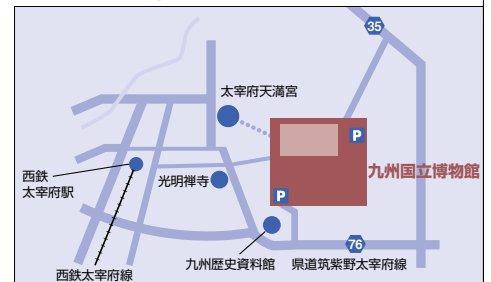 35
太宰府天満宮
P
九州国立博物館
西鉄
太宰府駅
光明禅寺
P
九州歴史資料館
県道筑紫野太宰府線
76
西鉄太宰府線